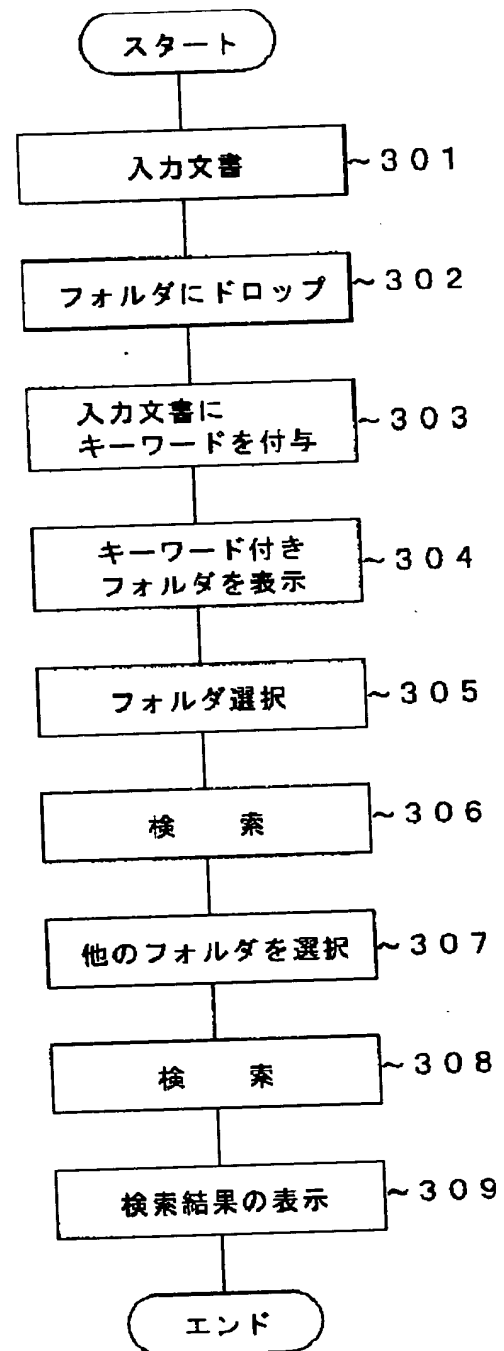 スタート
入力文書 ~301
フォルダにドロップ ~302
入力文書に
キーワードを付与 ~303
キーワード付き
フォルダを表示 ~304
フォルダ選択 ~305
検 索 ~306
他のフォルダを選択 ~307
検 索 ~308
検索結果の表示 ~309
エンド